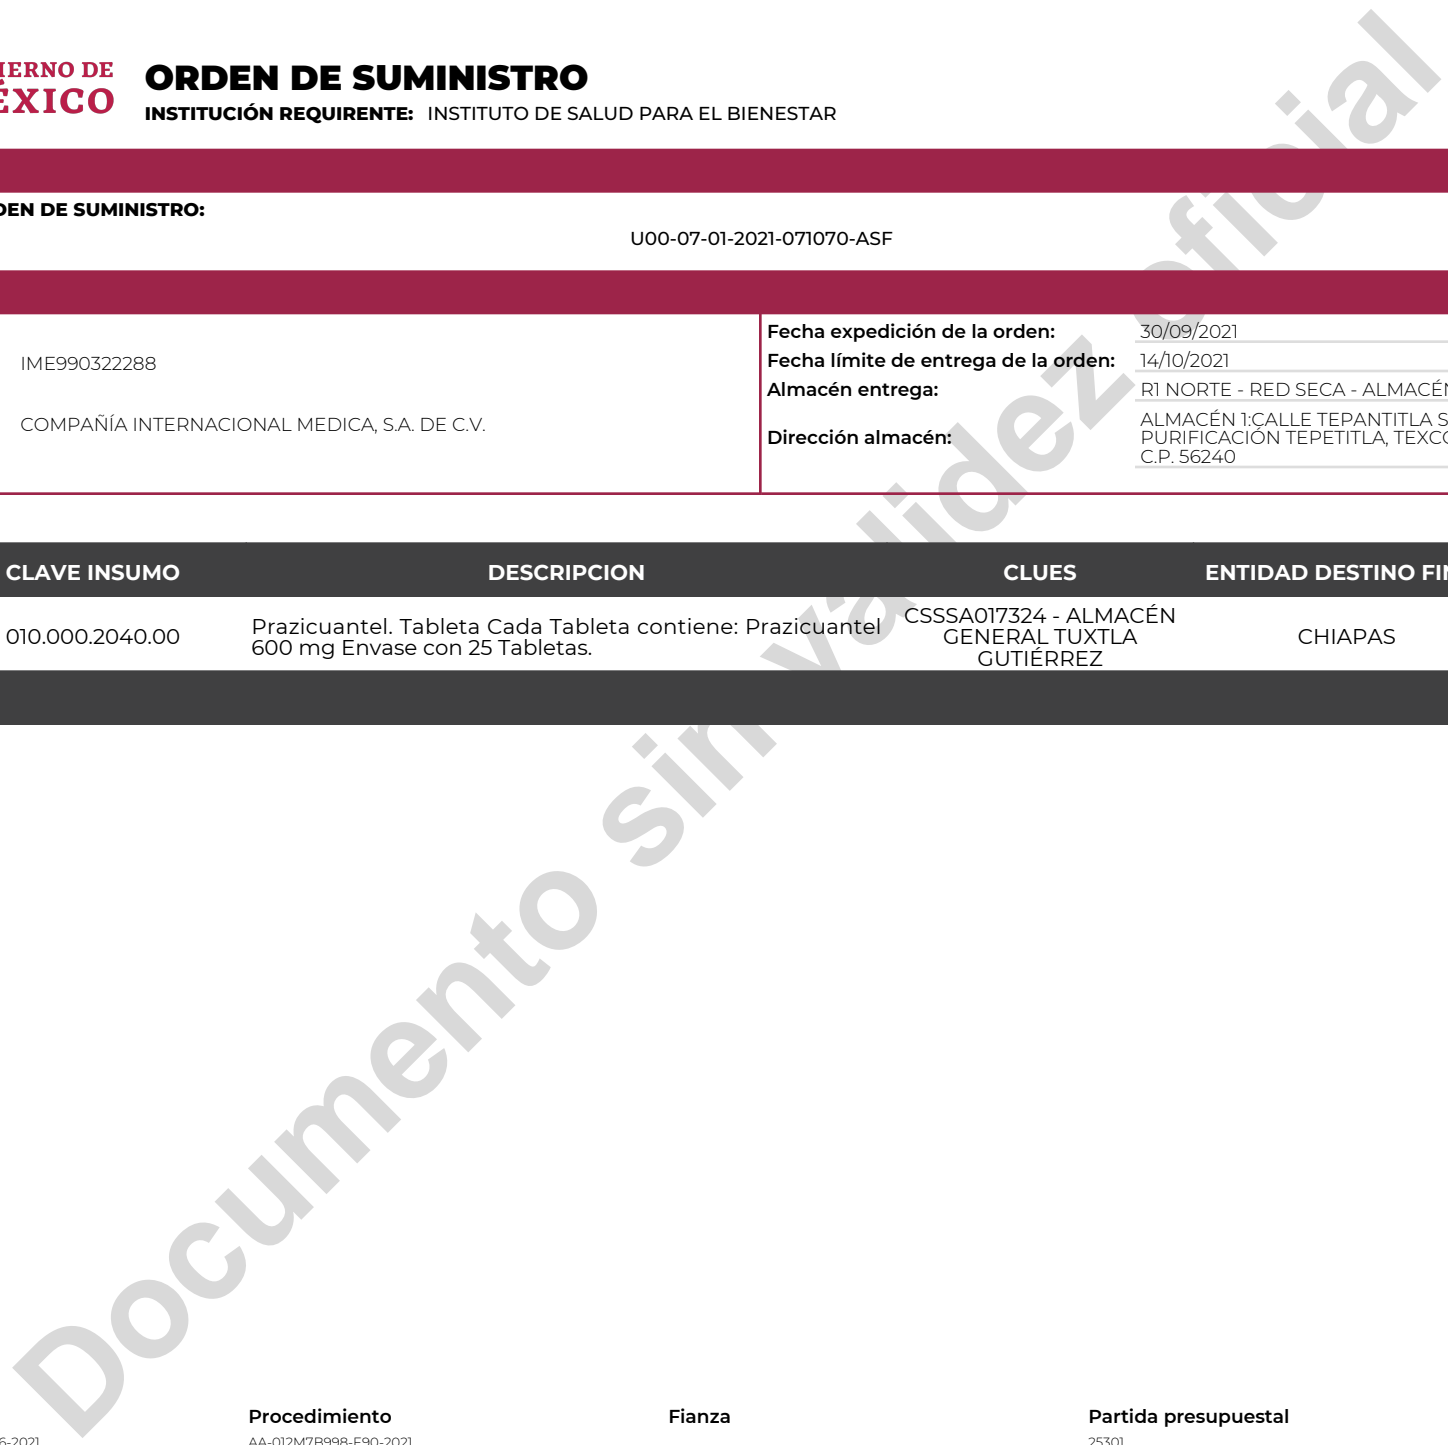 IERNO DE
ÉXICO
ORDEN DE SUMINISTRO
INSTITUCIÓN REQUIRENTE: INSTITUTO DE SALUD PARA EL BIENESTAR
DEN DE SUMINISTRO:
U00-07-01-2021-071070-ASF
IME990322288
COMPAÑÍA INTERNACIONAL MEDICA, S.A. DE C.V.
Fecha expedición de la orden: 30/09/2021
Fecha límite de entrega de la orden: 14/10/2021
Almacén entrega: R1 NORTE - RED SECA - ALMACÉN
Dirección almacén: ALMACÉN 1:CALLE TEPANTITLA S
PURIFICACIÓN TEPETITLA, TEXCO
C.P. 56240
CLAVE INSUMO DESCRIPCION CLUES ENTIDAD DESTINO FIN
010.000.2040.00
Prazicuantel. Tableta Cada Tableta contiene: Prazicuantel
600 mg Envase con 25 Tabletas.
CSSSA017324 - ALMACÉN
GENERAL TUXTLA
GUTIÉRREZ
CHIAPAS
Documento sin validez oficial
Procedimiento Fianza Partida presupuestal
6-2021 AA-012M7B998-E90-2021 25301